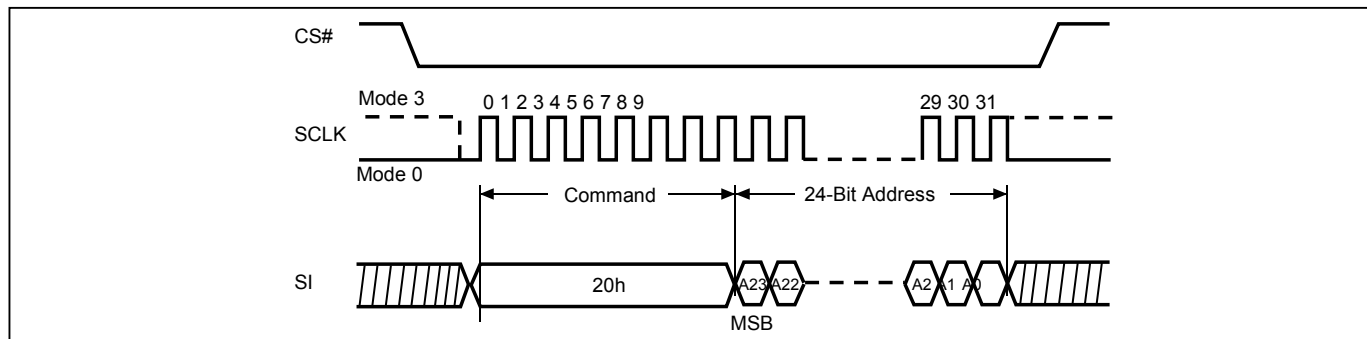 CS#
Mode 3
0 1 2 3 4 5 6 7 8 9
29 30 31
SCLK
Mode 0
Command
24-Bit Address
SI
20h
A23
A22
A2
A1
A0
MSB